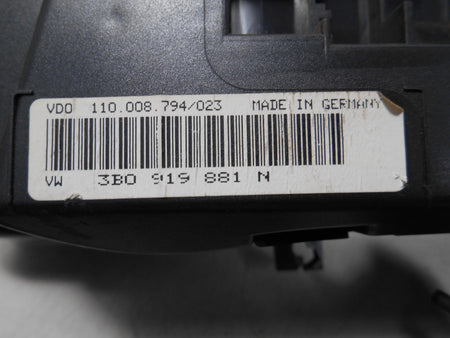 VDO 110.008.794/023 MADE IN GERMANY
VW 3B0 919 881 N